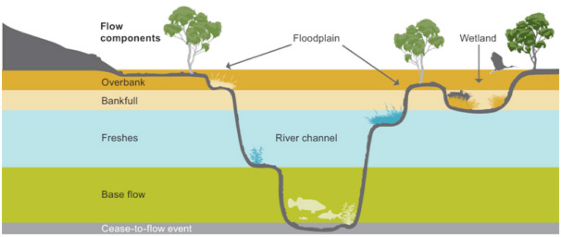 Flow
components
Floodplain
Wetland
Overbank
Bankfull
Freshes
River channel
Base flow
Cease-to-flow event